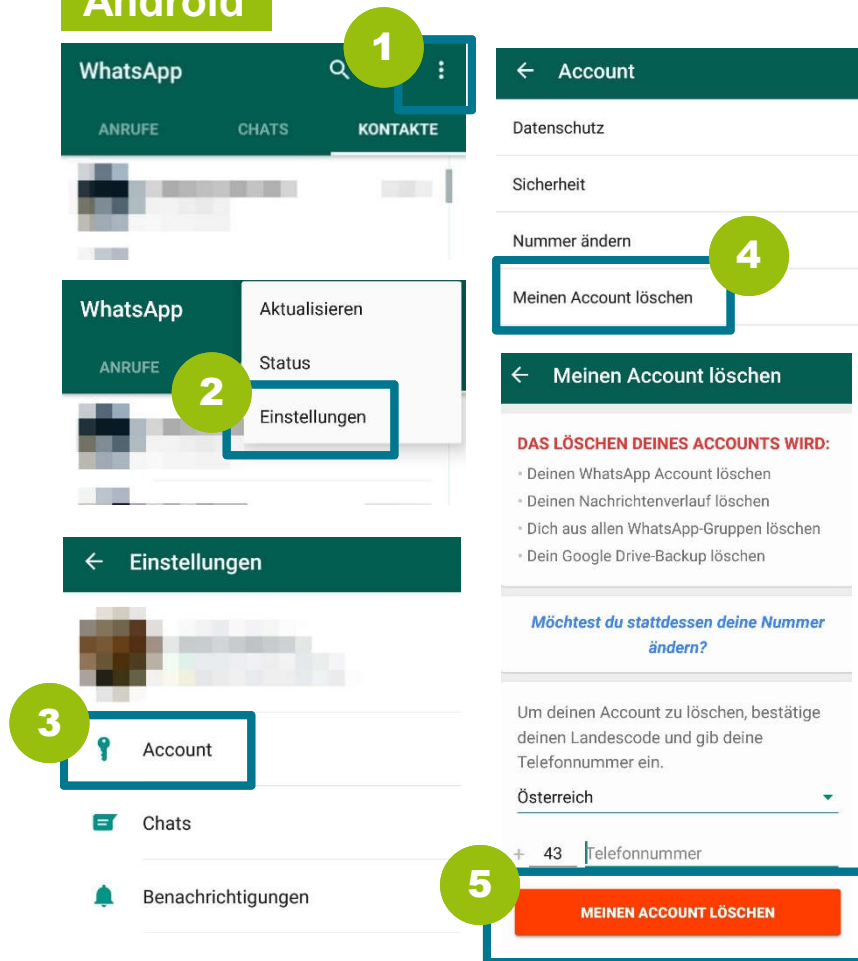 Android
1
WhatsApp
ANRUFE CHATS KONTAKTE
WhatsApp
Aktualisieren
ANRUFE
Status
2
Einstellungen
Einstellungen
3
Account
Chats
Benachrichtigungen
Account
Datenschutz
Sicherheit
Nummer ändern
4
Meinen Account löschen
Meinen Account löschen
DAS LÖSCHEN DEINES ACCOUNTS WIRD:
• Deinen WhatsApp Account löschen
• Deinen Nachrichtenverlauf löschen
• Dich aus allen WhatsApp-Gruppen löschen
• Dein Google Drive-Backup löschen
Möchtest du stattdessen deine Nummer
ändern?
Um deinen Account zu löschen, bestätige
deinen Landescode und gib deine
Telefonnummer ein.
Österreich
+ 43 Telefonnummer
5
MEINEN ACCOUNT LÖSCHEN